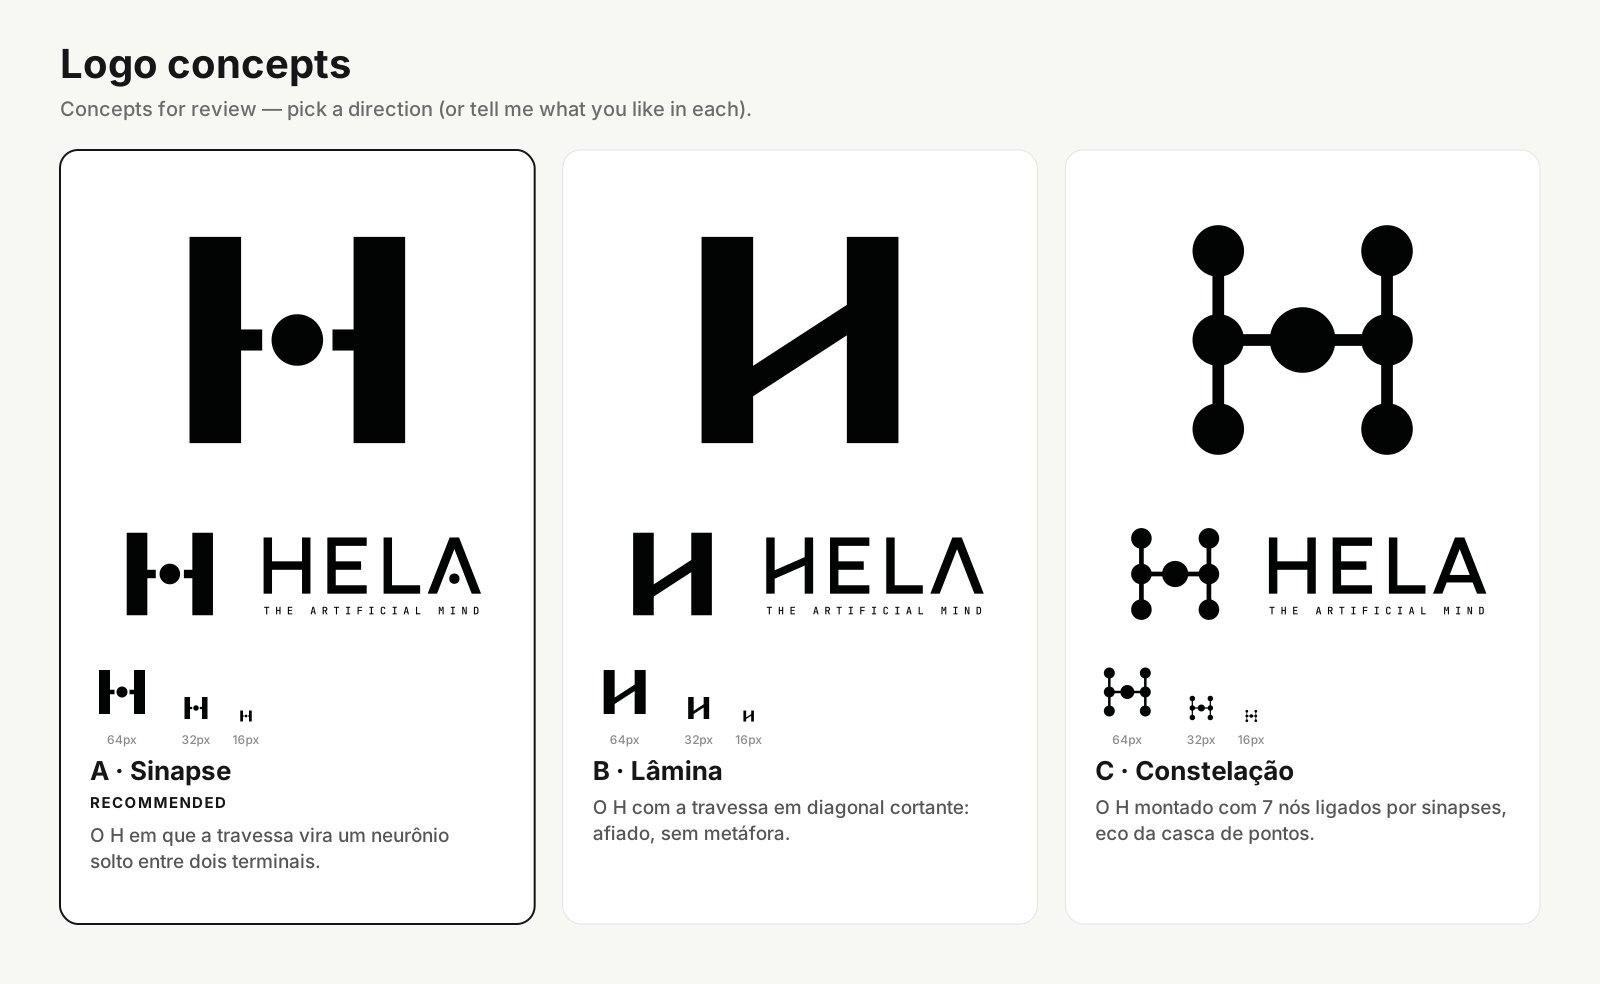 Logo concepts
Concepts for review — pick a direction (or tell me what you like in each).
HELA
THE ARTIFICIAL MIND
64px 32px 16px
A · Sinapse
RECOMMENDED
O H em que a travessa vira um neurônio
solto entre dois terminais.
HELA
THE ARTIFICIAL MIND
64px 32px 16px
B · Lâmina
O H com a travessa em diagonal cortante:
afiado, sem metáfora.
HELA
THE ARTIFICIAL MIND
64px 32px 16px
C · Constelação
O H montado com 7 nós ligados por sinapses,
eco da casca de pontos.